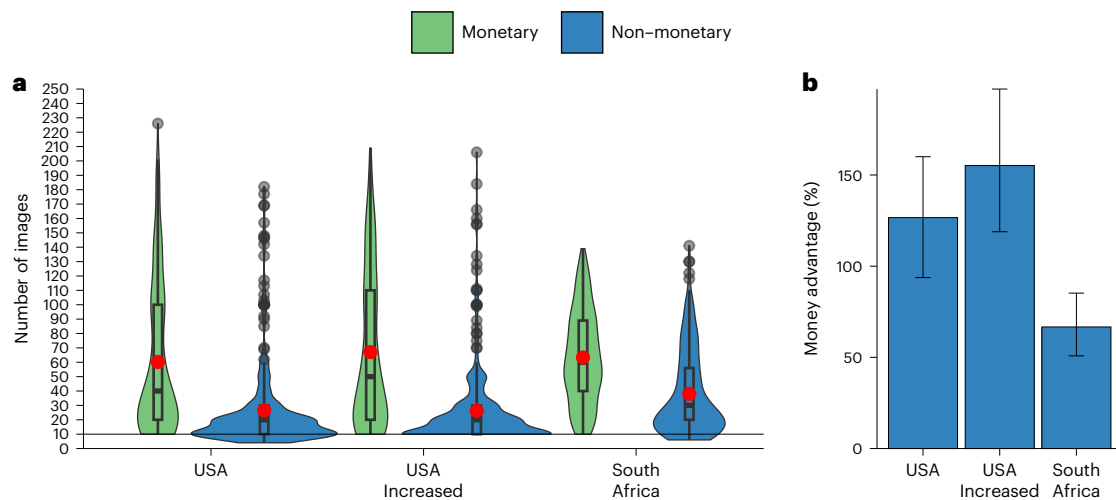 Monetary
Non-monetary
a
250
240
230
220
210
200
190
180
170
160
150
140
130
120
110
100
90
80
70
60
50
40
30
20
10
0
Number of images
USA
USA
Increased
South
Africa
b
150
100
50
0
Money advantage (%)
USA
USA
Increased
South
Africa